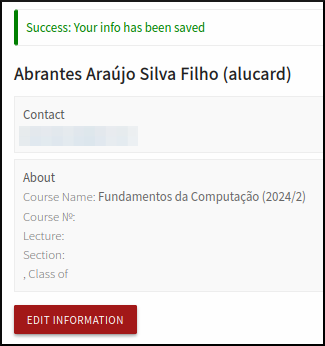 Success: Your info has been saved
Abrantes Araújo Silva Filho (alucard)
Contact
About
Course Name: Fundamentos da Computação (2024/2)
Course №:
Lecture:
Section:
, Class of
EDIT INFORMATION